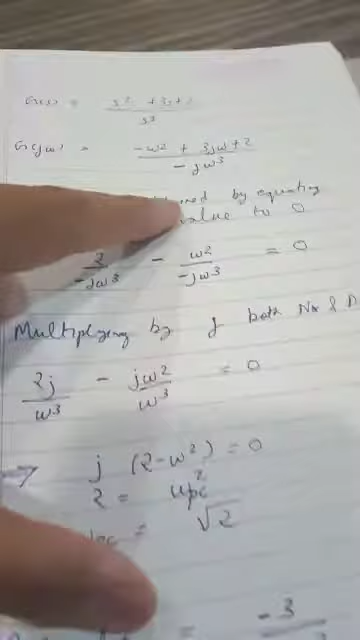 G(s) = s² + 3s + 2 / s³
G(jω) = -ω² + 3jω + 2 / -jω³
by equating
value to 0
2 / -jω³ - ω² / -jω³ = 0
Multiplying by j both Nr & D
2j / ω³ - jω² / ω³ = 0
⇒ j (2-ω²) = 0
2 = ωpc²
ωpc = √2
= -3